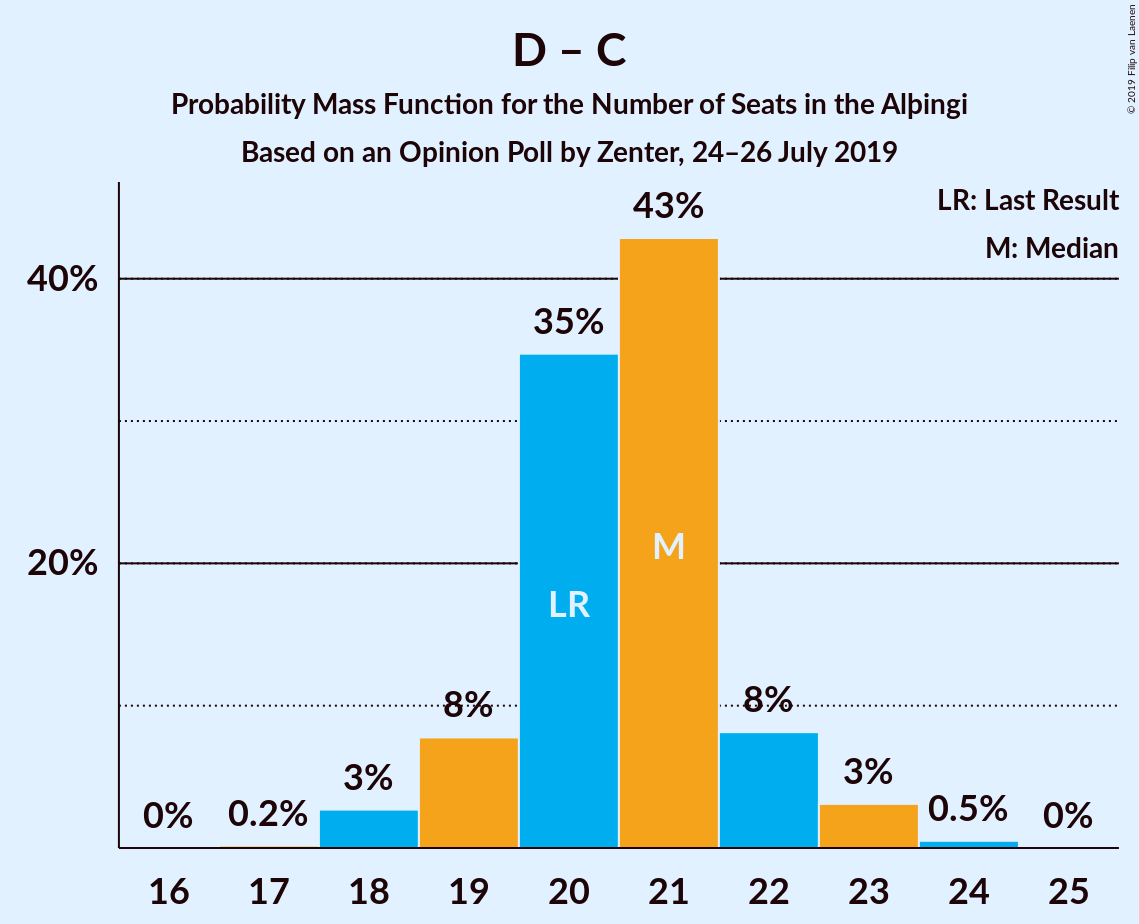 D – C
Probability Mass Function for the Number of Seats in the Alþingi
Based on an Opinion Poll by Zenter, 24–26 July 2019
© 2019 Filip van Laenen
LR: Last Result
M: Median
43%
40%
35%
M
20%
LR
8%
8%
3%
3%
0%
0.2%
0.5%
0%
16 17 18 19 20 21 22 23 24 25